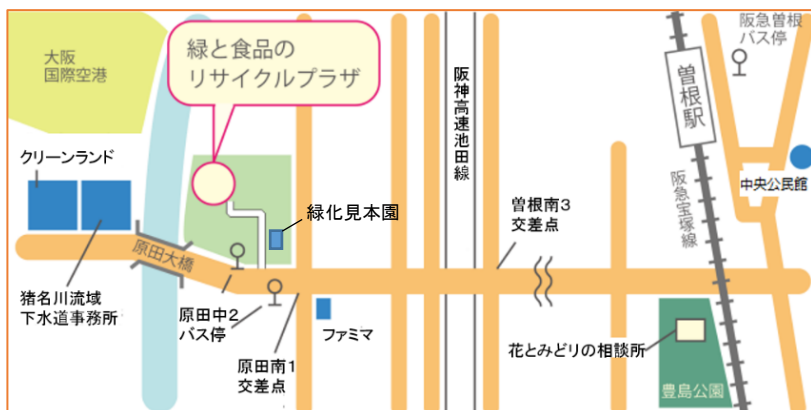 大阪
国際空港
緑と食品の
リサイクルプラザ
阪急曽根
バス停
曽根駅
阪神高速池田線
クリーンランド
中央公民館
阪急宝塚線
緑化見本園
曽根南3
交差点
原田大橋
猪名川流域
下水道事務所
原田中2
バス停
ファミマ
原田南1
交差点
花とみどりの相談所
豊島公園